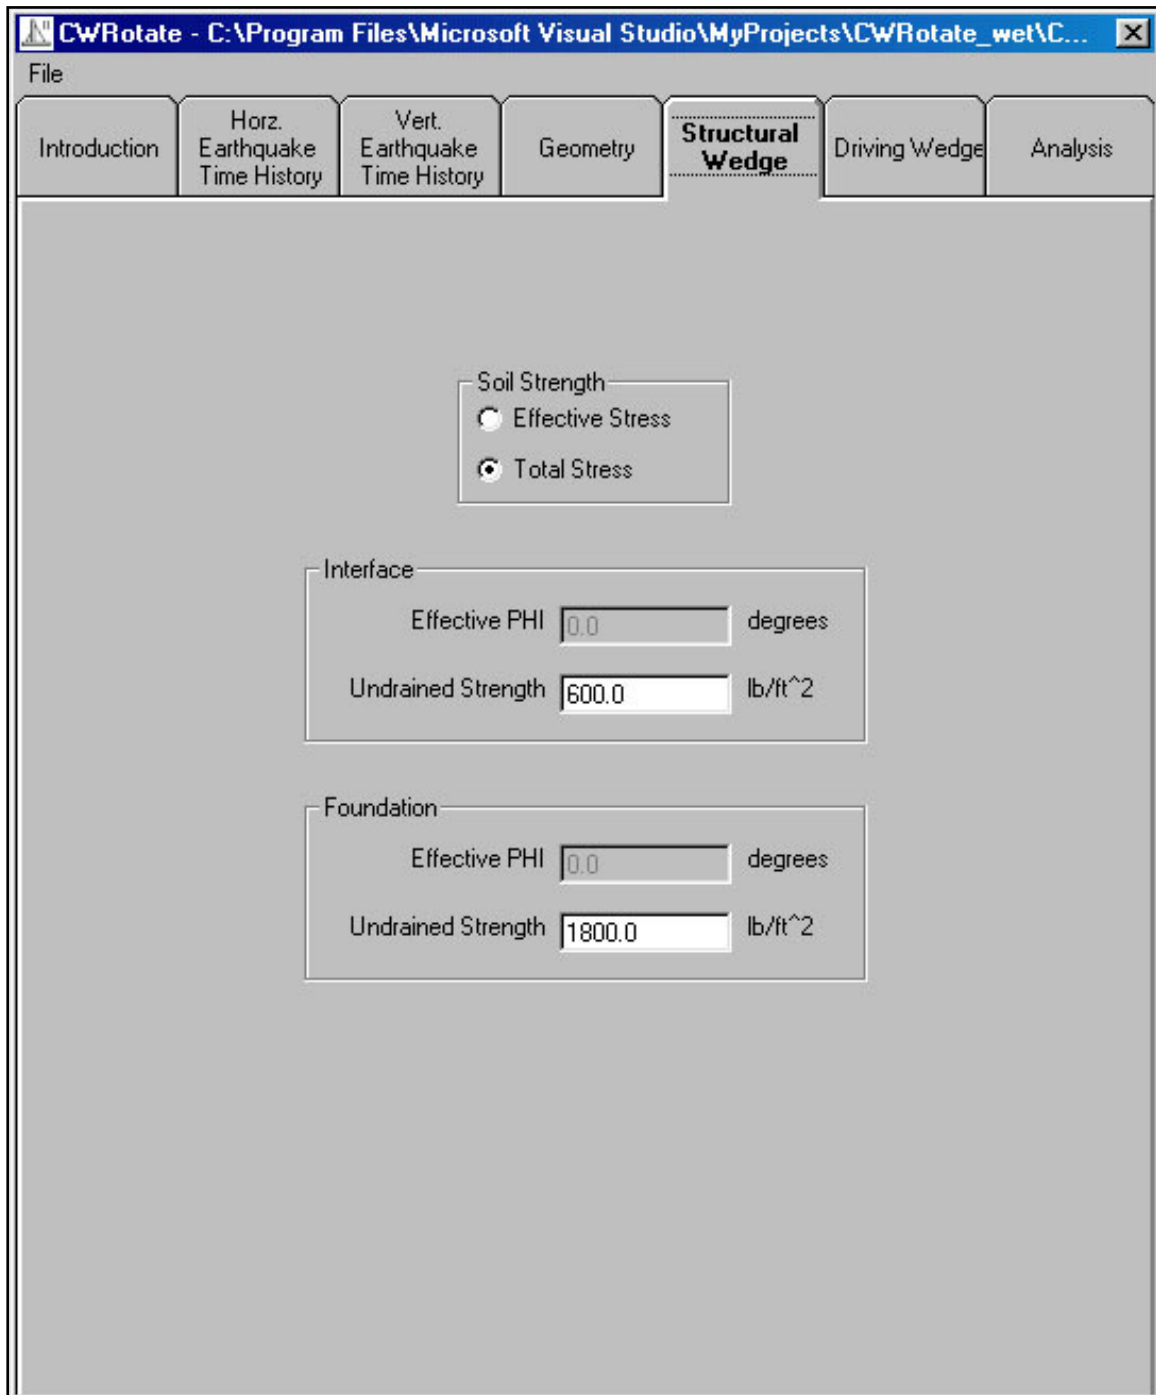 CWRotate - C:\Program Files\Microsoft Visual Studio\MyProjects\CWRotate_wet\C...
File
Introduction
Horz.
Earthquake
Time History
Vert.
Earthquake
Time History
Geometry
Structural
Wedge
Driving Wedge
Analysis
Soil Strength
Effective Stress
Total Stress
Interface
Effective PHI 0.0 degrees
Undrained Strength 600.0 lb/ft^2
Foundation
Effective PHI 0.0 degrees
Undrained Strength 1800.0 lb/ft^2